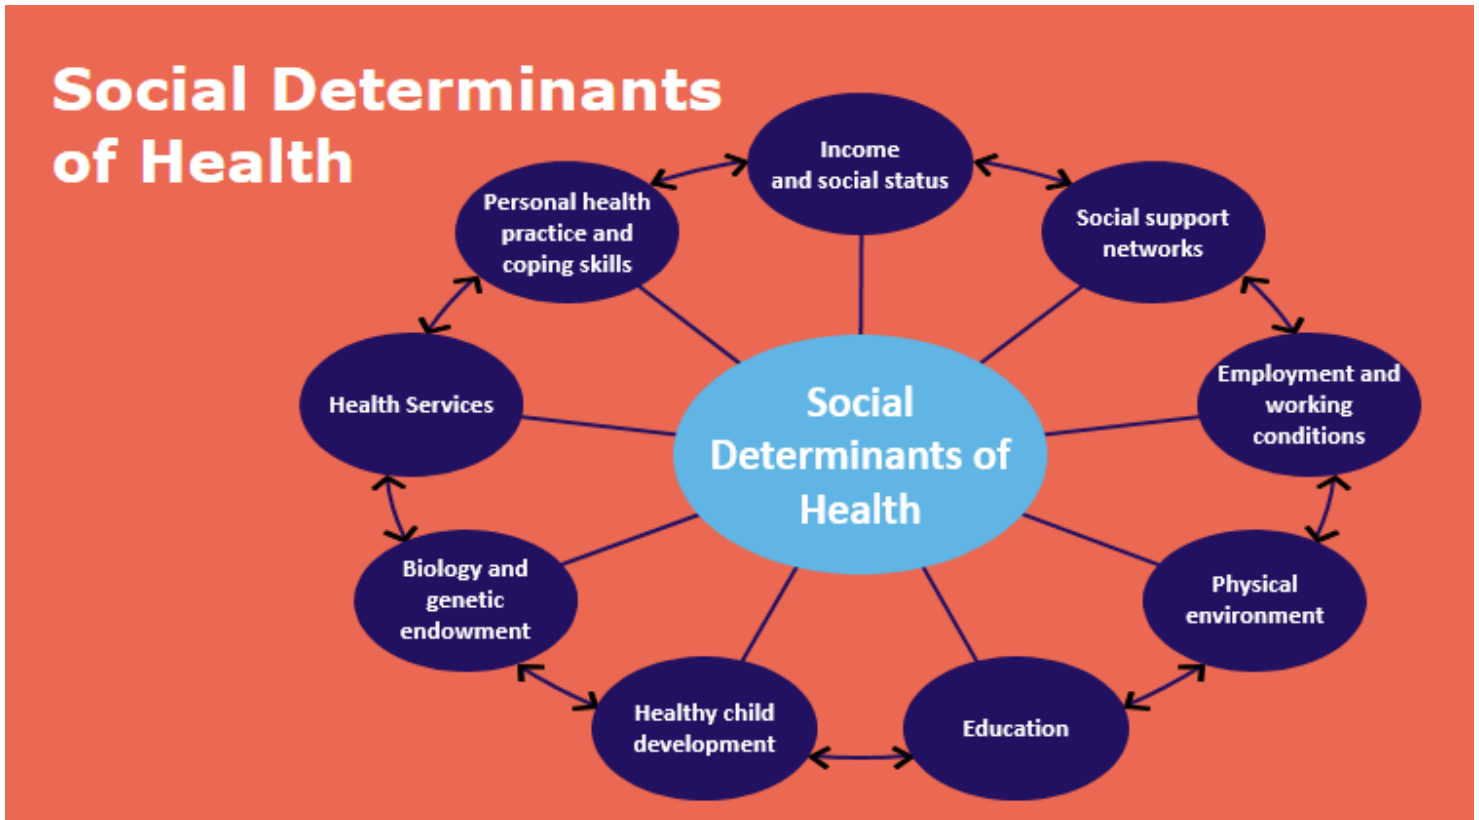 Social Determinants
of Health
Income
and social status
Personal health
practice and
coping skills
Social support
networks
Health Services
Social
Determinants of
Health
Employment and
working
conditions
Biology and
genetic
endowment
Physical
environment
Healthy child
development
Education